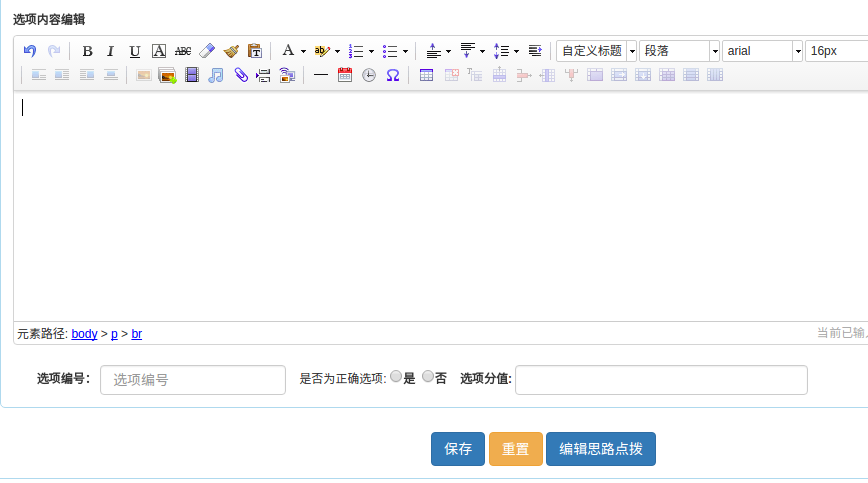 选项内容编辑
自定义标题 段落 arial 16px
元素路径: body > p > br 当前已输
选项编号: 选项编号 是否为正确选项: 是 否 选项分值:
保存 重置 编辑思路点拨